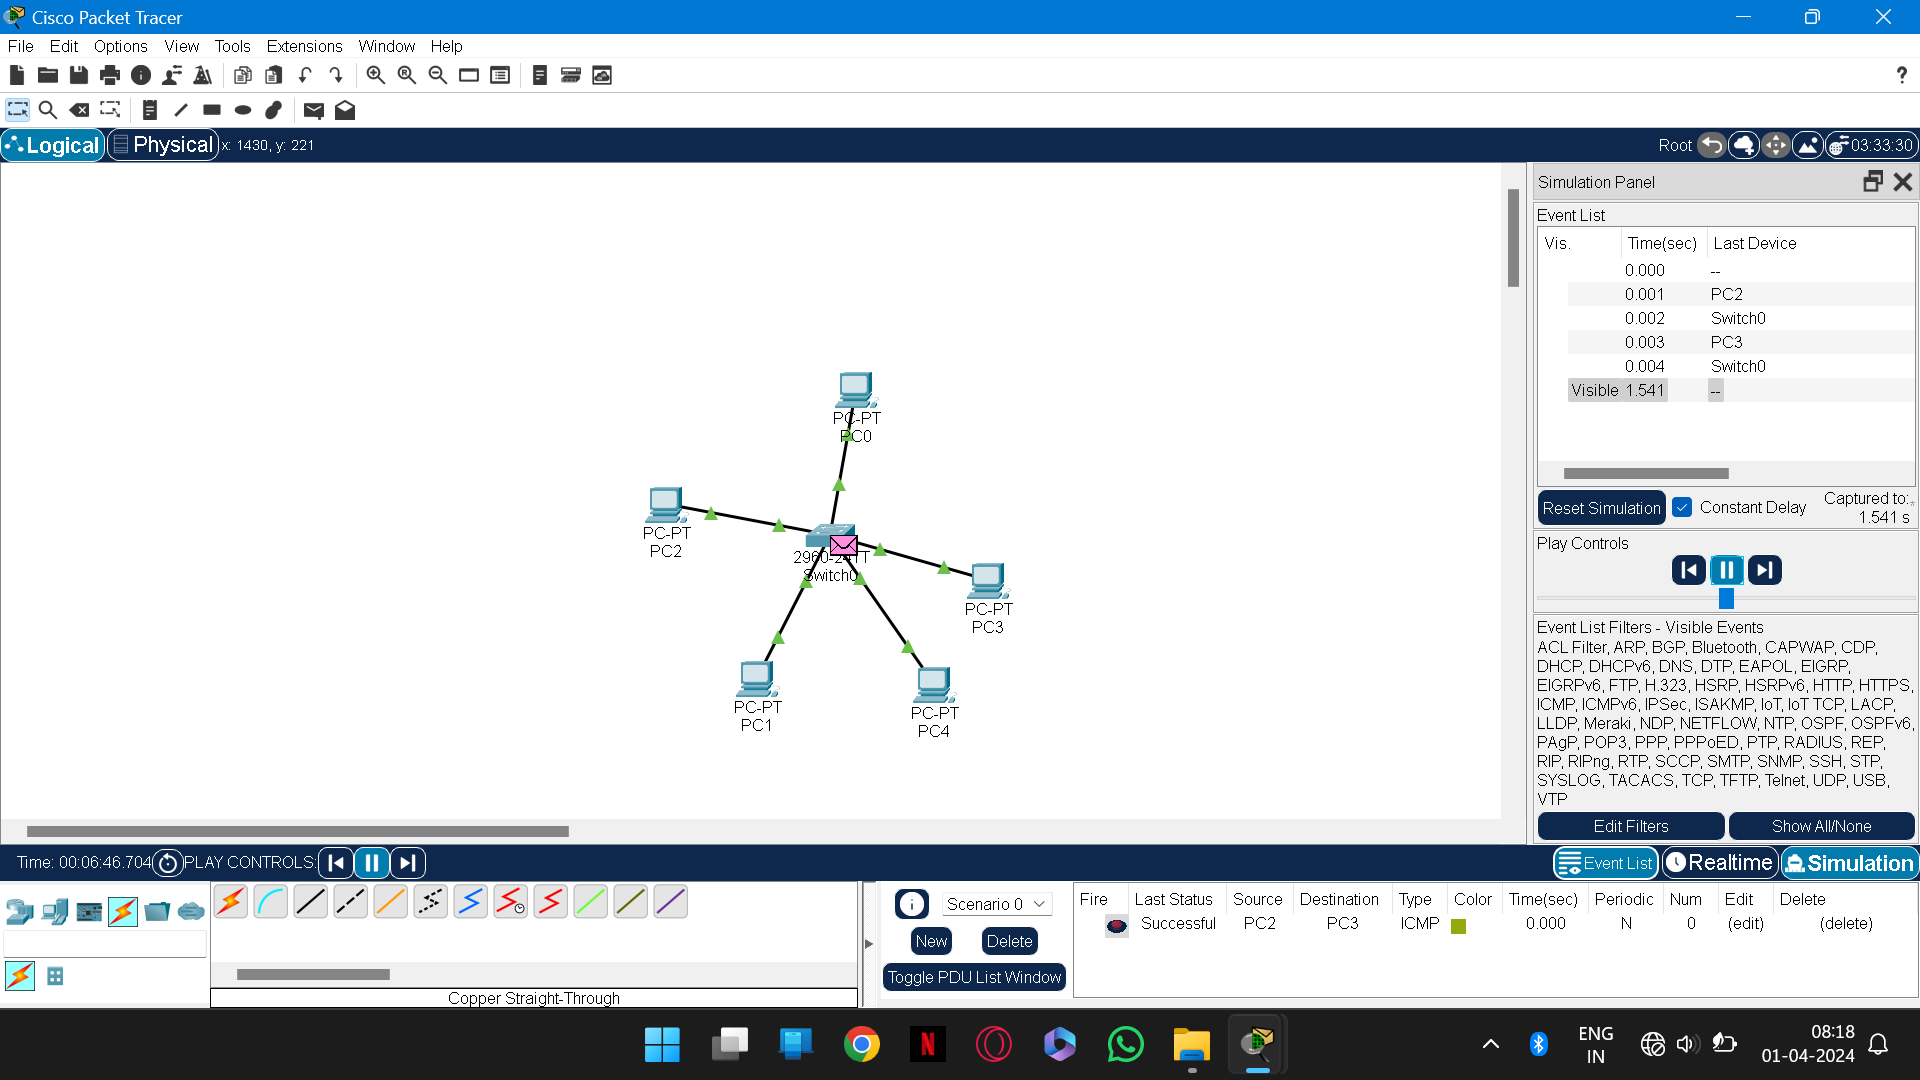 Cisco Packet Tracer
File Edit Options View Tools Extensions Window Help
?
Logical Physical x: 1430, y: 221 Root 03:33:30
Simulation Panel
Event List
Vis. Time(sec) Last Device
0.000 --
0.001 PC2
0.002 Switch0
0.003 PC3
0.004 Switch0
Visible 1.541 --
Reset Simulation Constant Delay Captured to:
1.541 s
Play Controls
Event List Filters - Visible Events
ACL Filter, ARP, BGP, Bluetooth, CAPWAP, CDP,
DHCP, DHCPv6, DNS, DTP, EAPOL, EIGRP,
EIGRPv6, FTP, H.323, HSRP, HSRPv6, HTTP, HTTPS,
ICMP, ICMPv6, IPSec, ISAKMP, IoT, IoT TCP, LACP,
LLDP, Meraki, NDP, NETFLOW, NTP, OSPF, OSPFv6,
PAgP, POP3, PPP, PPPoED, PTP, RADIUS, REP,
RIP, RIPng, RTP, SCCP, SMTP, SNMP, SSH, STP,
SYSLOG, TACACS, TCP, TFTP, Telnet, UDP, USB,
VTP
Edit Filters Show All/None
PC-PT
PC0
PC-PT
PC2
2960-24TT
Switch0
PC-PT
PC3
PC-PT
PC1
PC-PT
PC4
Time: 00:06:46.704 PLAY CONTROLS: Event List Realtime Simulation
Copper Straight-Through
Scenario 0
New Delete
Toggle PDU List Window
Fire Last Status Source Destination Type Color Time(sec) Periodic Num Edit Delete
Successful PC2 PC3 ICMP 0.000 N 0 (edit) (delete)
N
ENG
IN
08:18
01-04-2024